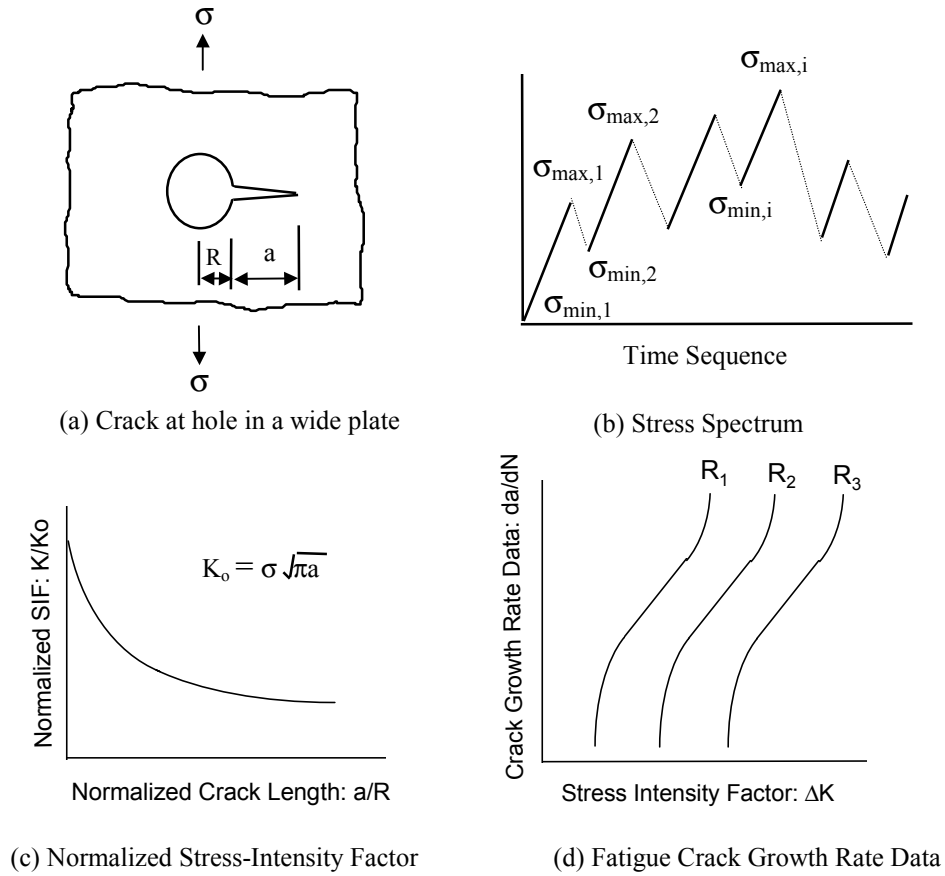 σ
R a
σ
(a) Crack at hole in a wide plate
σmax,i
σmax,2
σmax,1
σmin,i
σmin,2
σmin,1
Time Sequence
(b) Stress Spectrum
Normalized SIF: K/Ko
Ko = σ √πa
Normalized Crack Length: a/R
(c) Normalized Stress-Intensity Factor
R1 R2 R3
Crack Growth Rate Data: da/dN
Stress Intensity Factor: ΔK
(d) Fatigue Crack Growth Rate Data